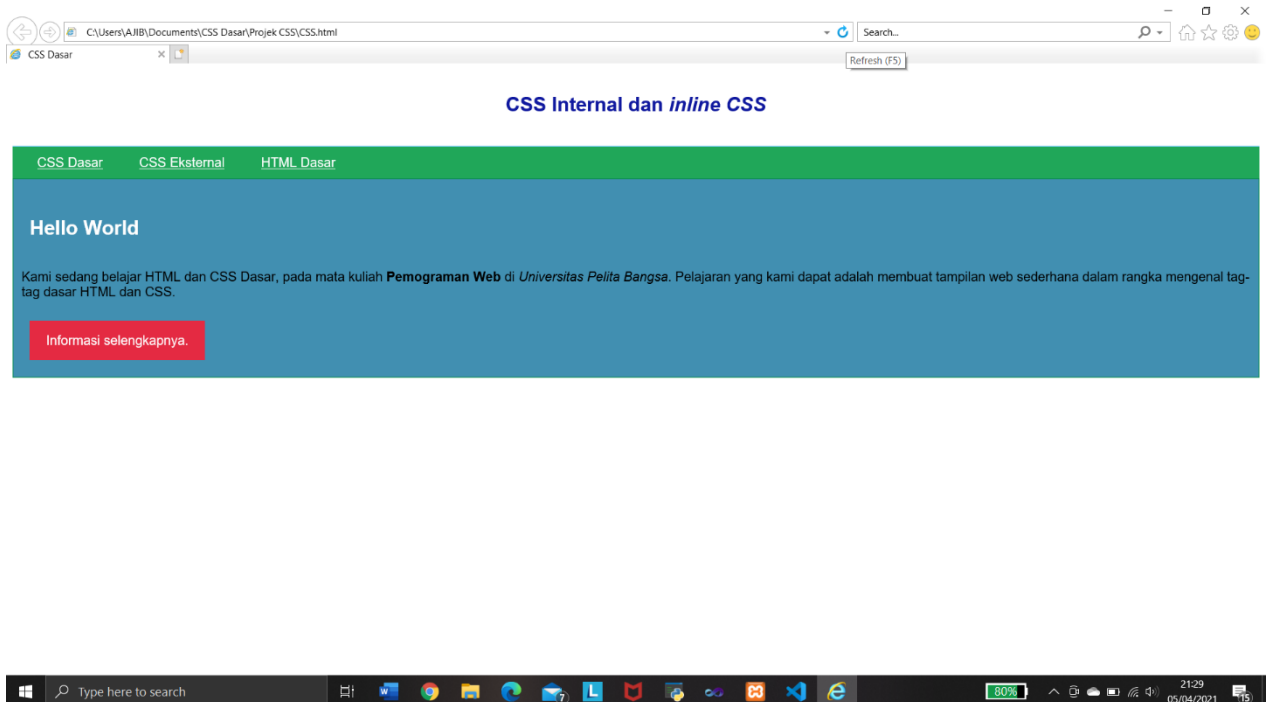 C:\Users\AJIB\Documents\CSS Dasar\Projek CSS\CSS.html
Search...
CSS Dasar
Refresh (F5)
CSS Internal dan inline CSS
CSS Dasar CSS Eksternal HTML Dasar
Hello World
Kami sedang belajar HTML dan CSS Dasar, pada mata kuliah Pemograman Web di Universitas Pelita Bangsa. Pelajaran yang kami dapat adalah membuat tampilan web sederhana dalam rangka mengenal tag-
tag dasar HTML dan CSS.
Informasi selengkapnya.
Type here to search
7
L
80%
21:29
05/04/2021
15